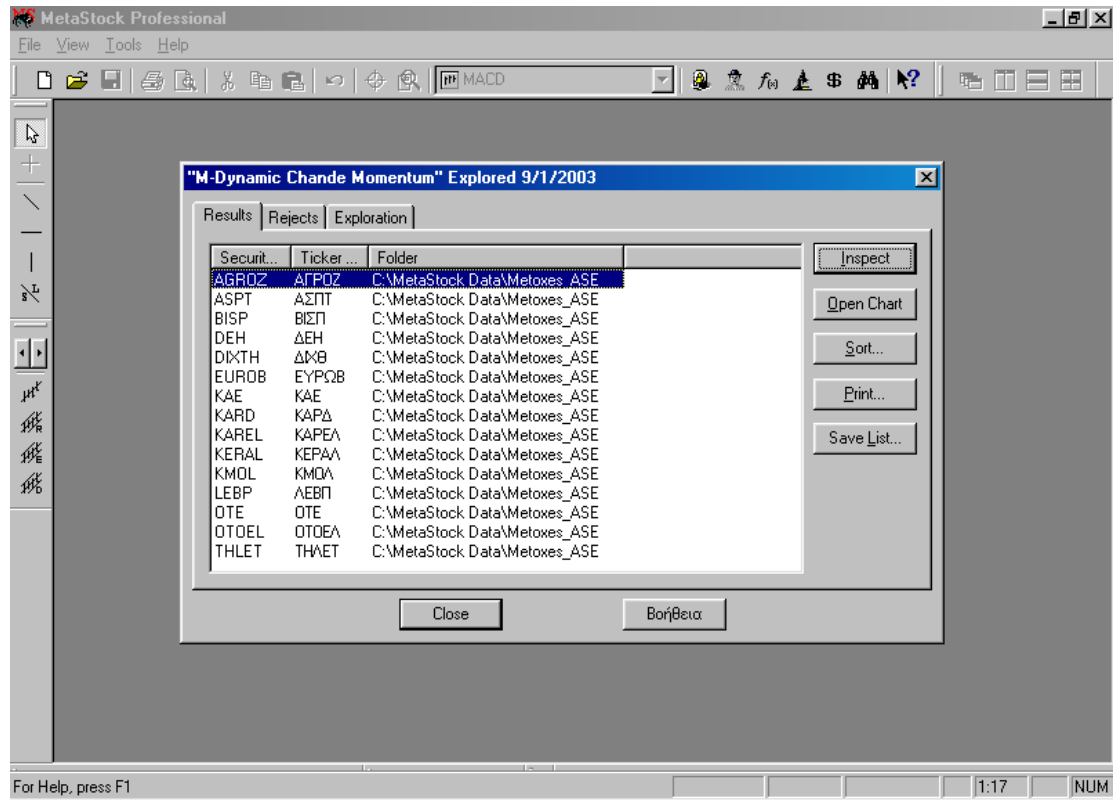 MetaStock Professional
File View Tools Help
MACD
"M-Dynamic Chande Momentum" Explored 9/1/2003
Results Rejects Exploration
Securit... Ticker ... Folder
AGROZ ΑΓΡΟΖ C:\MetaStock Data\Metoxes_ASE
ASPT ΑΣΠΤ C:\MetaStock Data\Metoxes_ASE
BISP ΒΙΣΠ C:\MetaStock Data\Metoxes_ASE
DEH ΔΕΗ C:\MetaStock Data\Metoxes_ASE
DIXTH ΔΙΧΘ C:\MetaStock Data\Metoxes_ASE
EUROB ΕΥΡΩΒ C:\MetaStock Data\Metoxes_ASE
KAE ΚΑΕ C:\MetaStock Data\Metoxes_ASE
KARD ΚΑΡΔ C:\MetaStock Data\Metoxes_ASE
KAREL ΚΑΡΕΛ C:\MetaStock Data\Metoxes_ASE
KERAL ΚΕΡΑΛ C:\MetaStock Data\Metoxes_ASE
KMOL ΚΜΟΛ C:\MetaStock Data\Metoxes_ASE
LEBP ΛΕΒΠ C:\MetaStock Data\Metoxes_ASE
OTE ΟΤΕ C:\MetaStock Data\Metoxes_ASE
OTOEL ΟΤΟΕΛ C:\MetaStock Data\Metoxes_ASE
THLET ΤΗΛΕΤ C:\MetaStock Data\Metoxes_ASE
Inspect
Open Chart
Sort...
Print...
Save List...
Close Βοήθεια
For Help, press F1 1:17 NUM